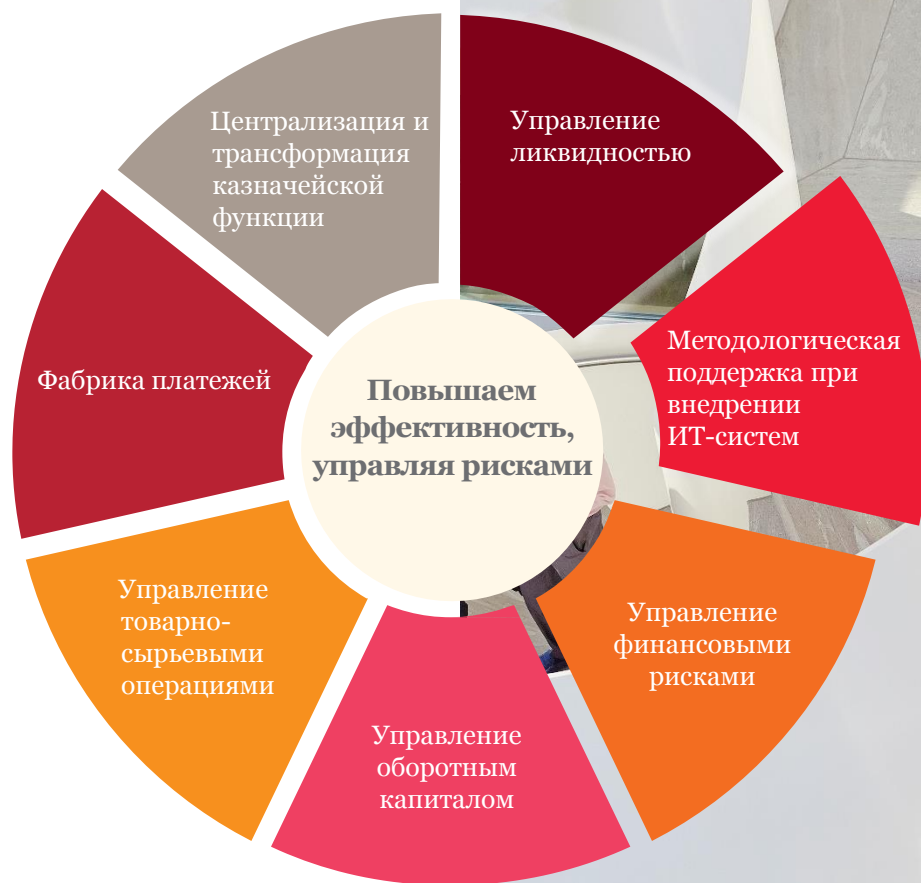 Централизация и
трансформация
казначейской
функции
Управление
ликвидностью
Методологическая
поддержка при
внедрении
ИТ-систем
Управление
финансовыми
рисками
Управление
оборотным
капиталом
Управление
товарно-
сырьевыми
операциями
Фабрика платежей
Повышаем
эффективность,
управляя рисками